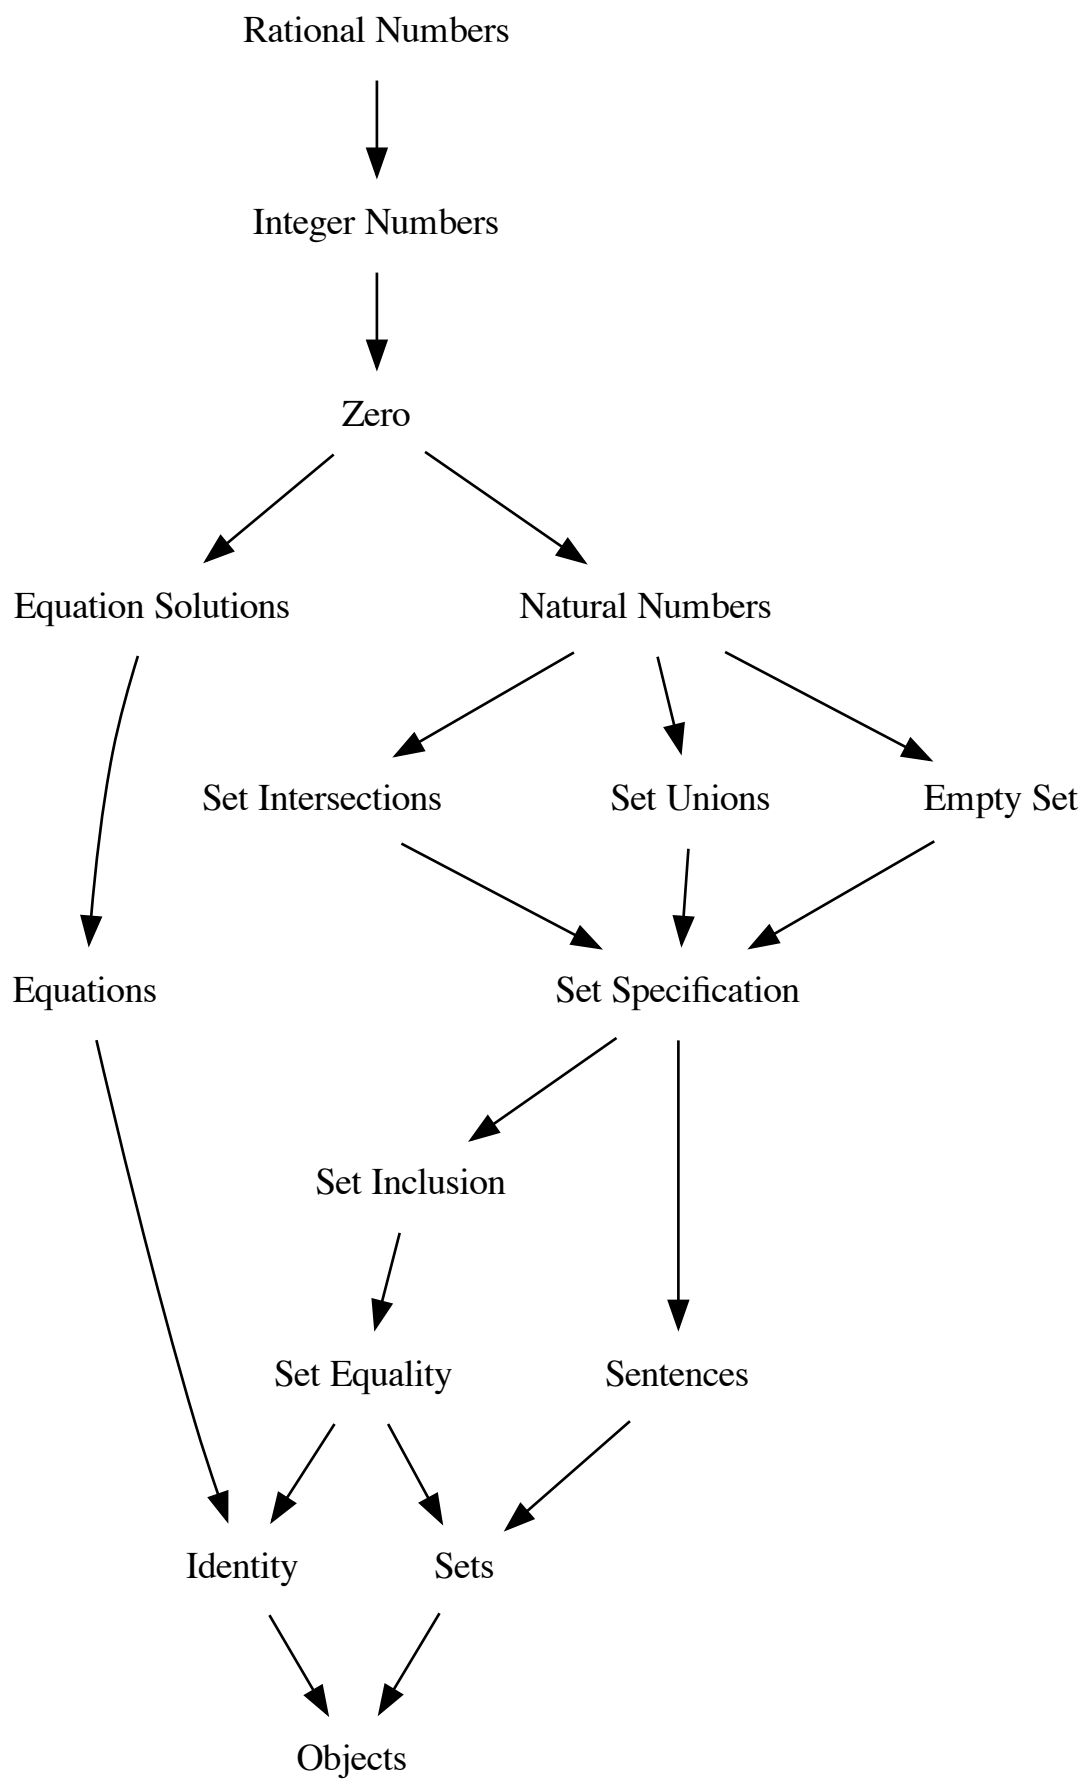 Rational Numbers
Integer Numbers
Zero
Equation Solutions
Natural Numbers
Set Intersections
Set Unions
Empty Set
Equations
Set Specification
Set Inclusion
Set Equality
Sentences
Identity
Sets
Objects